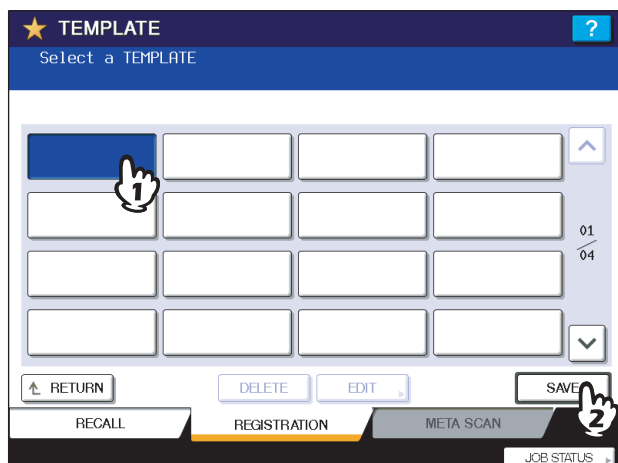 TEMPLATE
?
Select a TEMPLATE
1
01
04
RETURN
DELETE
EDIT
SAVE
2
RECALL
REGISTRATION
META SCAN
JOB STATUS